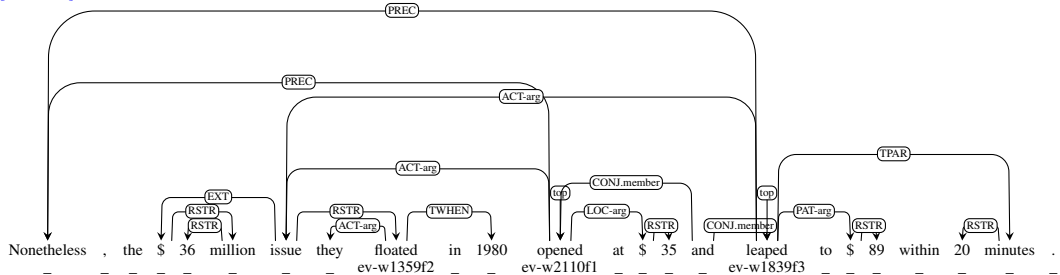 PREC
PREC
ACT-arg
TPAR
ACT-arg
top CONJ.member top
EXT
RSTR RSTR TWHEN LOC-arg PAT-arg
RSTR ACT-arg RSTR CONJ.member RSTR RSTR
Nonetheless , the $ 36 million issue they floated in 1980 opened at $ 35 and leaped to $ 89 within 20 minutes .
_ _ _ _ _ _ _ _ ev-w1359f2 _ _ ev-w2110f1 _ _ _ _ ev-w1839f3 _ _ _ _ _ _ _